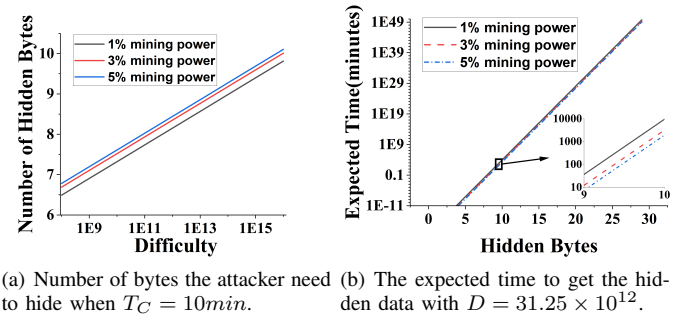 Number of Hidden Bytes
10
9
8
7
6
1% mining power
3% mining power
5% mining power
1E9
1E11
1E13
1E15
Difficulty
Expected Time(minutes)
1E49
1E39
1E29
1E19
1E9
0.1
1E-11
1% mining power
3% mining power
5% mining power
10000
1000
100
10
9
10
0
5
10
15
20
25
30
Hidden Bytes
(a) Number of bytes the attacker need
to hide when T_C = 10min.
(b) The expected time to get the hid-
den data with D = 31.25 × 10^12.